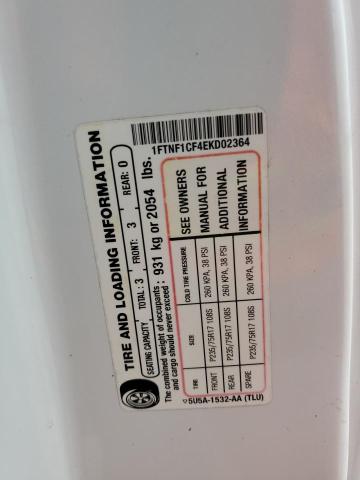 TIRE AND LOADING INFORMATION
SEATING CAPACITY TOTAL: 3 FRONT: 3 REAR: 0
The combined weight of occupants
and cargo should never exceed : 931 kg or 2054 lbs.
1FTNF1CF4EKD02364
TIRE SIZE COLD TIRE PRESSURE
FRONT P235/75R17 108S 260 KPA, 38 PSI
REAR P235/75R17 108S 260 KPA, 38 PSI
SPARE P235/75R17 108S 260 KPA, 38 PSI
SEE OWNERS
MANUAL FOR
ADDITIONAL
INFORMATION
5U5A-1532-AA (TLU)